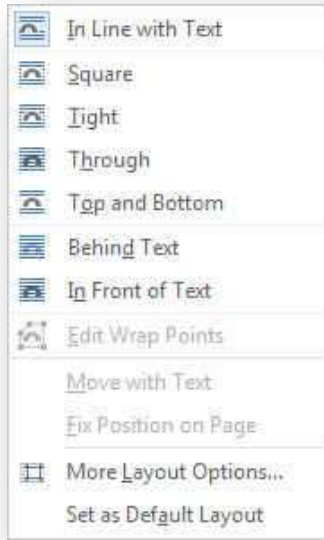 In Line with Text
Square
Tight
Through
Top and Bottom
Behind Text
In Front of Text
Edit Wrap Points
Move with Text
Fix Position on Page
More Layout Options...
Set as Default Layout